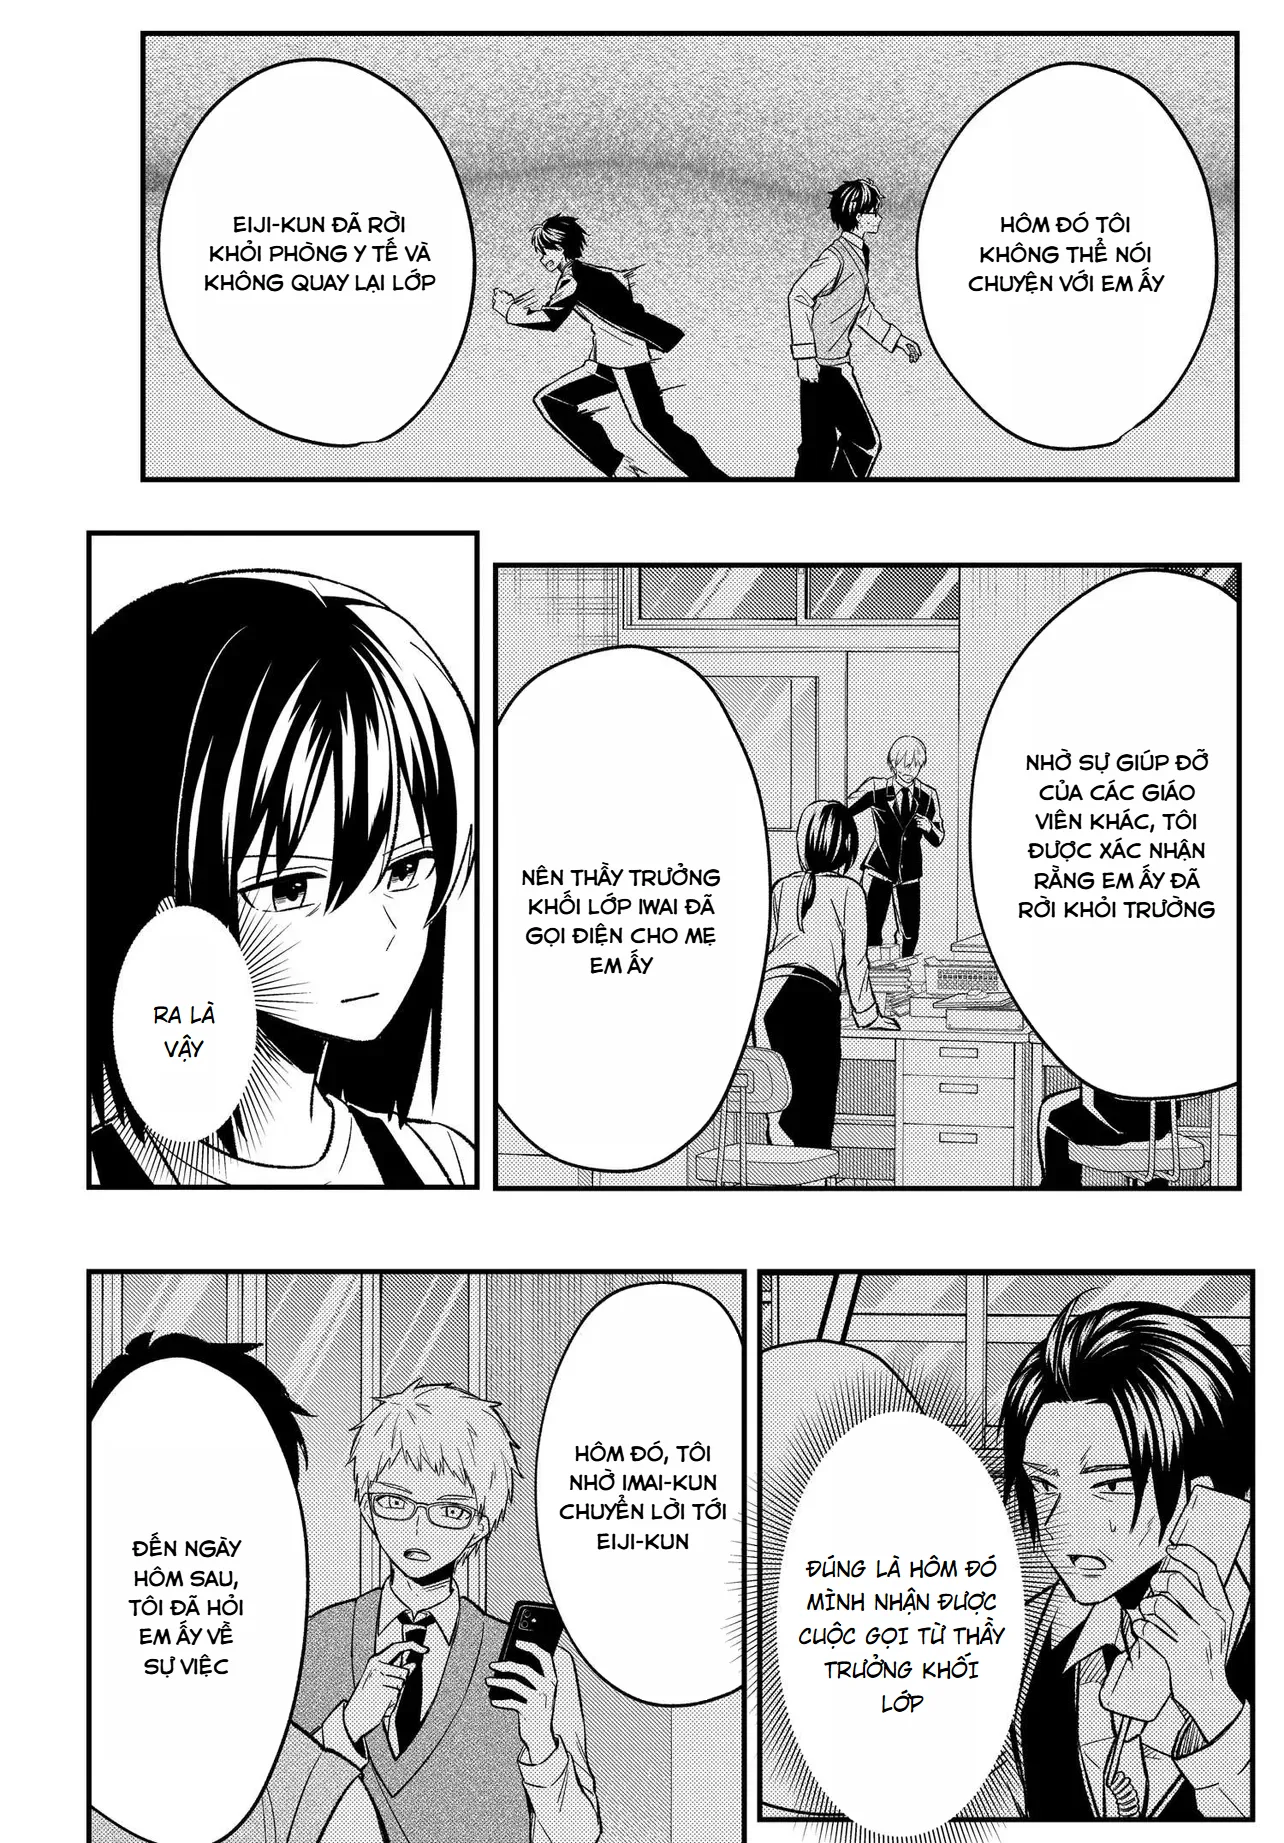 HÔM ĐÓ TÔI
KHÔNG THỂ NÓI
CHUYỆN VỚI EM ẤY
EIJI-KUN ĐÃ RỜI
KHỎI PHÒNG Y TẾ VÀ
KHÔNG QUAY LẠI LỚP
NHỜ SỰ GIÚP ĐỠ
CỦA CÁC GIÁO
VIÊN KHÁC, TÔI
ĐƯỢC XÁC NHẬN
RẰNG EM ẤY ĐÃ
RỜI KHỎI TRƯỜNG
NÊN THẦY TRƯỞNG
KHỐI LỚP IWAI ĐÃ
GỌI ĐIỆN CHO MẸ
EM ẤY
RA LÀ
VẬY
ĐÚNG LÀ HÔM ĐÓ
MÌNH NHẬN ĐƯỢC
CUỘC GỌI TỪ THẦY
TRƯỞNG KHỐI
LỚP
HÔM ĐÓ, TÔI
NHỜ IMAI-KUN
CHUYỂN LỜI TỚI
EIJI-KUN
ĐẾN NGÀY
HÔM SAU,
TÔI ĐÃ HỎI
EM ẤY VỀ
SỰ VIỆC